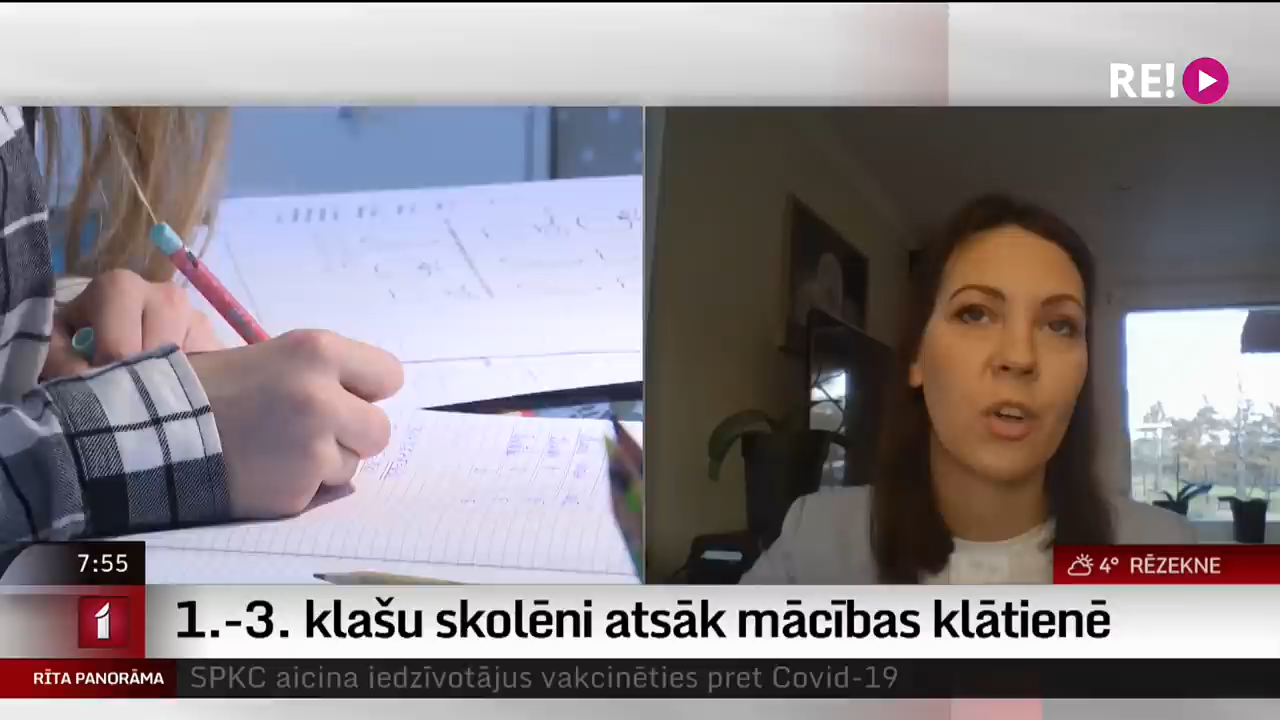 RE!
7:55
4° RĒZEKNE
1
1.-3. klašu skolēni atsāk mācības klātienē
RĪTA PANORĀMA
SPKC aicina iedzīvotājus vakcinēties pret Covid-19